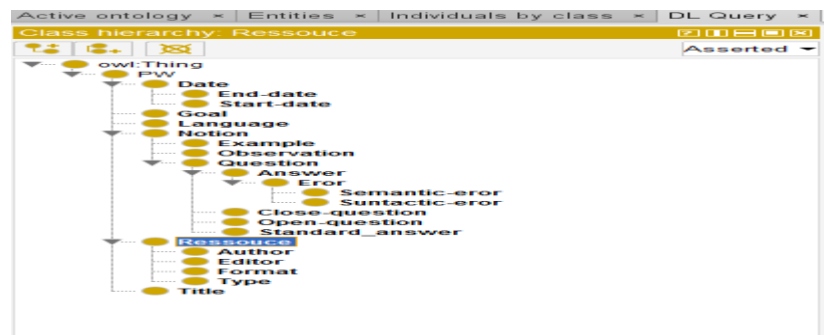 Active ontology × Entities × Individuals by class × DL Query ×
Class hierarchy: Ressouce
Asserted
owl:Thing
PW
Date
End-date
Start-date
Goal
Language
Notion
Example
Observation
Question
Answer
Eror
Semantic-eror
Suntactic-eror
Close-question
Open-question
Standard_answer
Ressouce
Author
Editor
Format
Type
Title